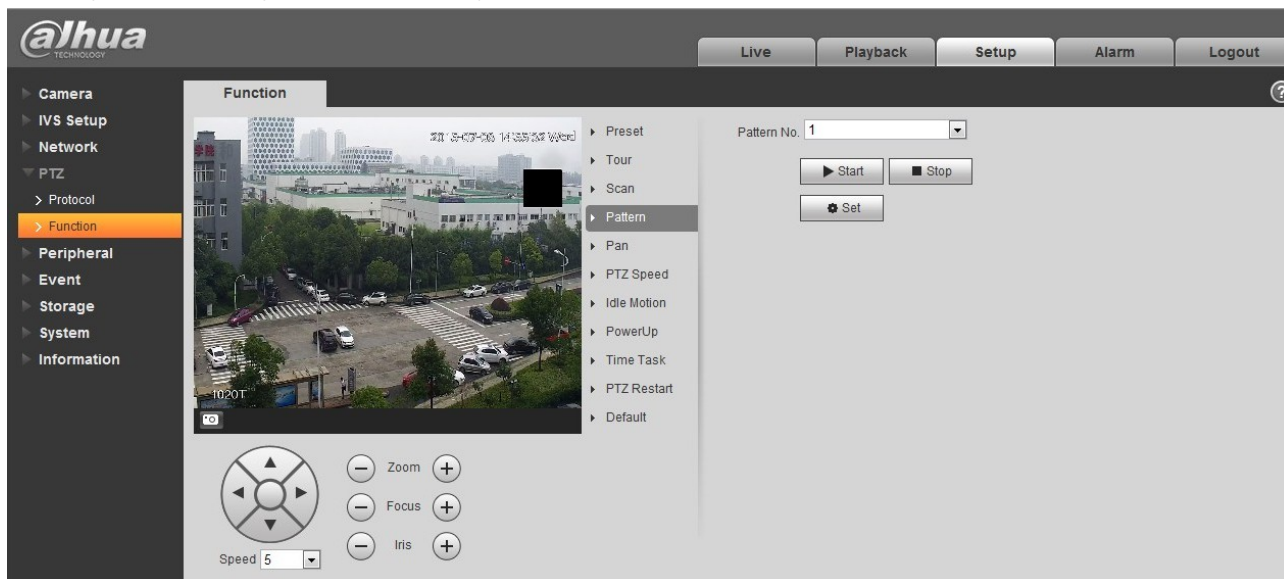 alhua
TECHNOLOGY
Live
Playback
Setup
Alarm
Logout
Camera
IVS Setup
Network
PTZ
Protocol
Function
Peripheral
Event
Storage
System
Information
Function
?
1020T
Preset
Tour
Scan
Pattern
Pan
PTZ Speed
Idle Motion
PowerUp
Time Task
PTZ Restart
Default
Pattern No. 1
Start
Stop
Set
Zoom
Focus
Iris
Speed 5